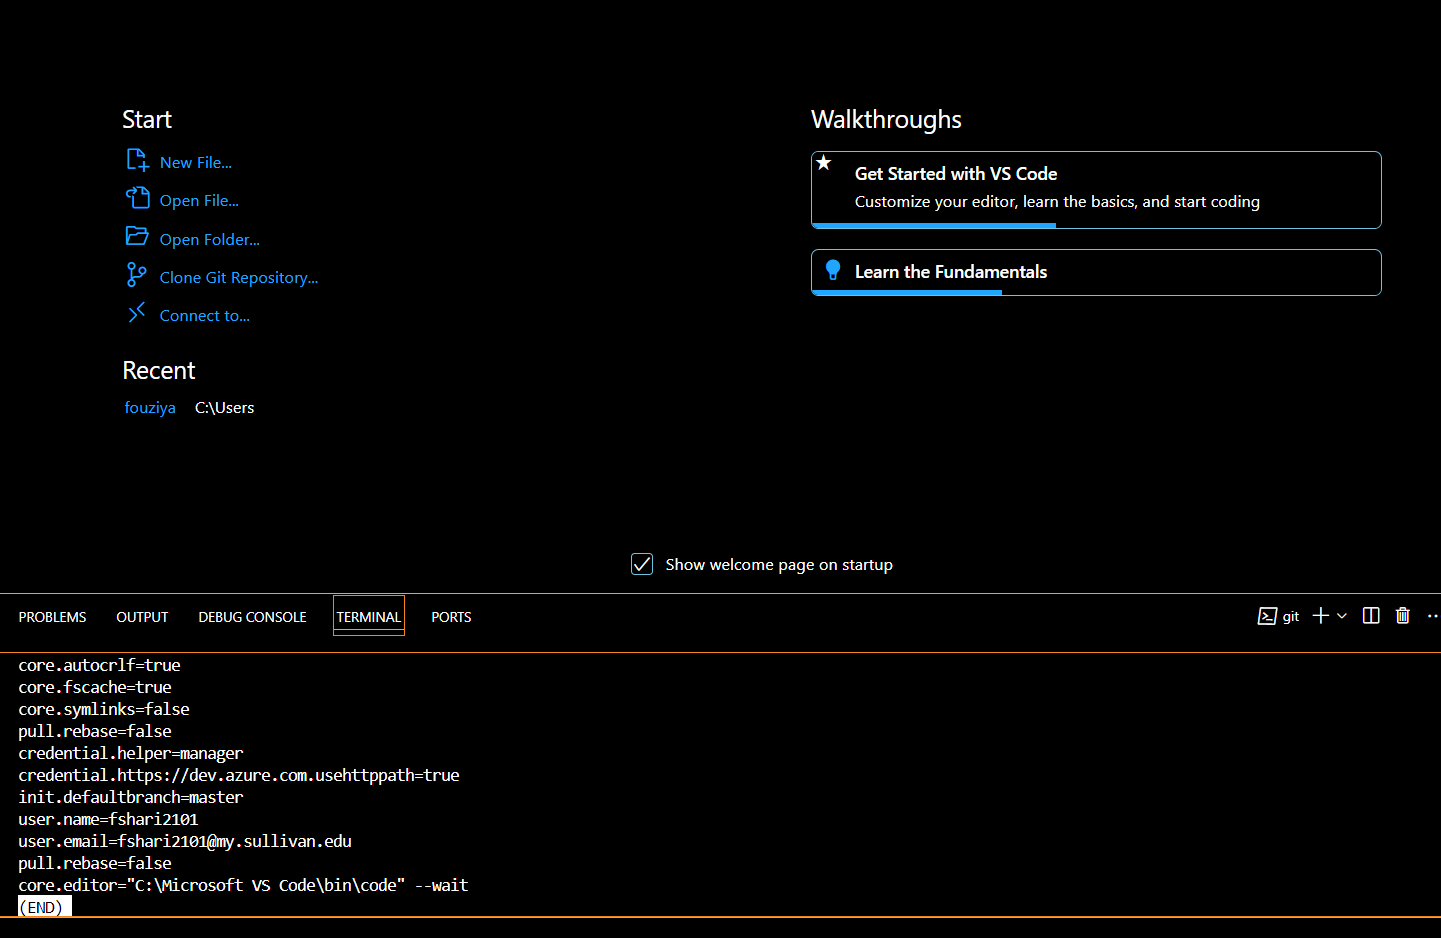 Start
New File...
Open File...
Open Folder...
Clone Git Repository...
Connect to...
Recent
fouziya C:\Users
Walkthroughs
Get Started with VS Code
Customize your editor, learn the basics, and start coding
Learn the Fundamentals
Show welcome page on startup
PROBLEMS OUTPUT DEBUG CONSOLE TERMINAL PORTS git
core.autocrlf=true
core.fscache=true
core.symlinks=false
pull.rebase=false
credential.helper=manager
credential.https://dev.azure.com.usehttppath=true
init.defaultbranch=master
user.name=fshari2101
user.email=fshari2101@my.sullivan.edu
pull.rebase=false
core.editor="C:\Microsoft VS Code\bin\code" --wait
(END)